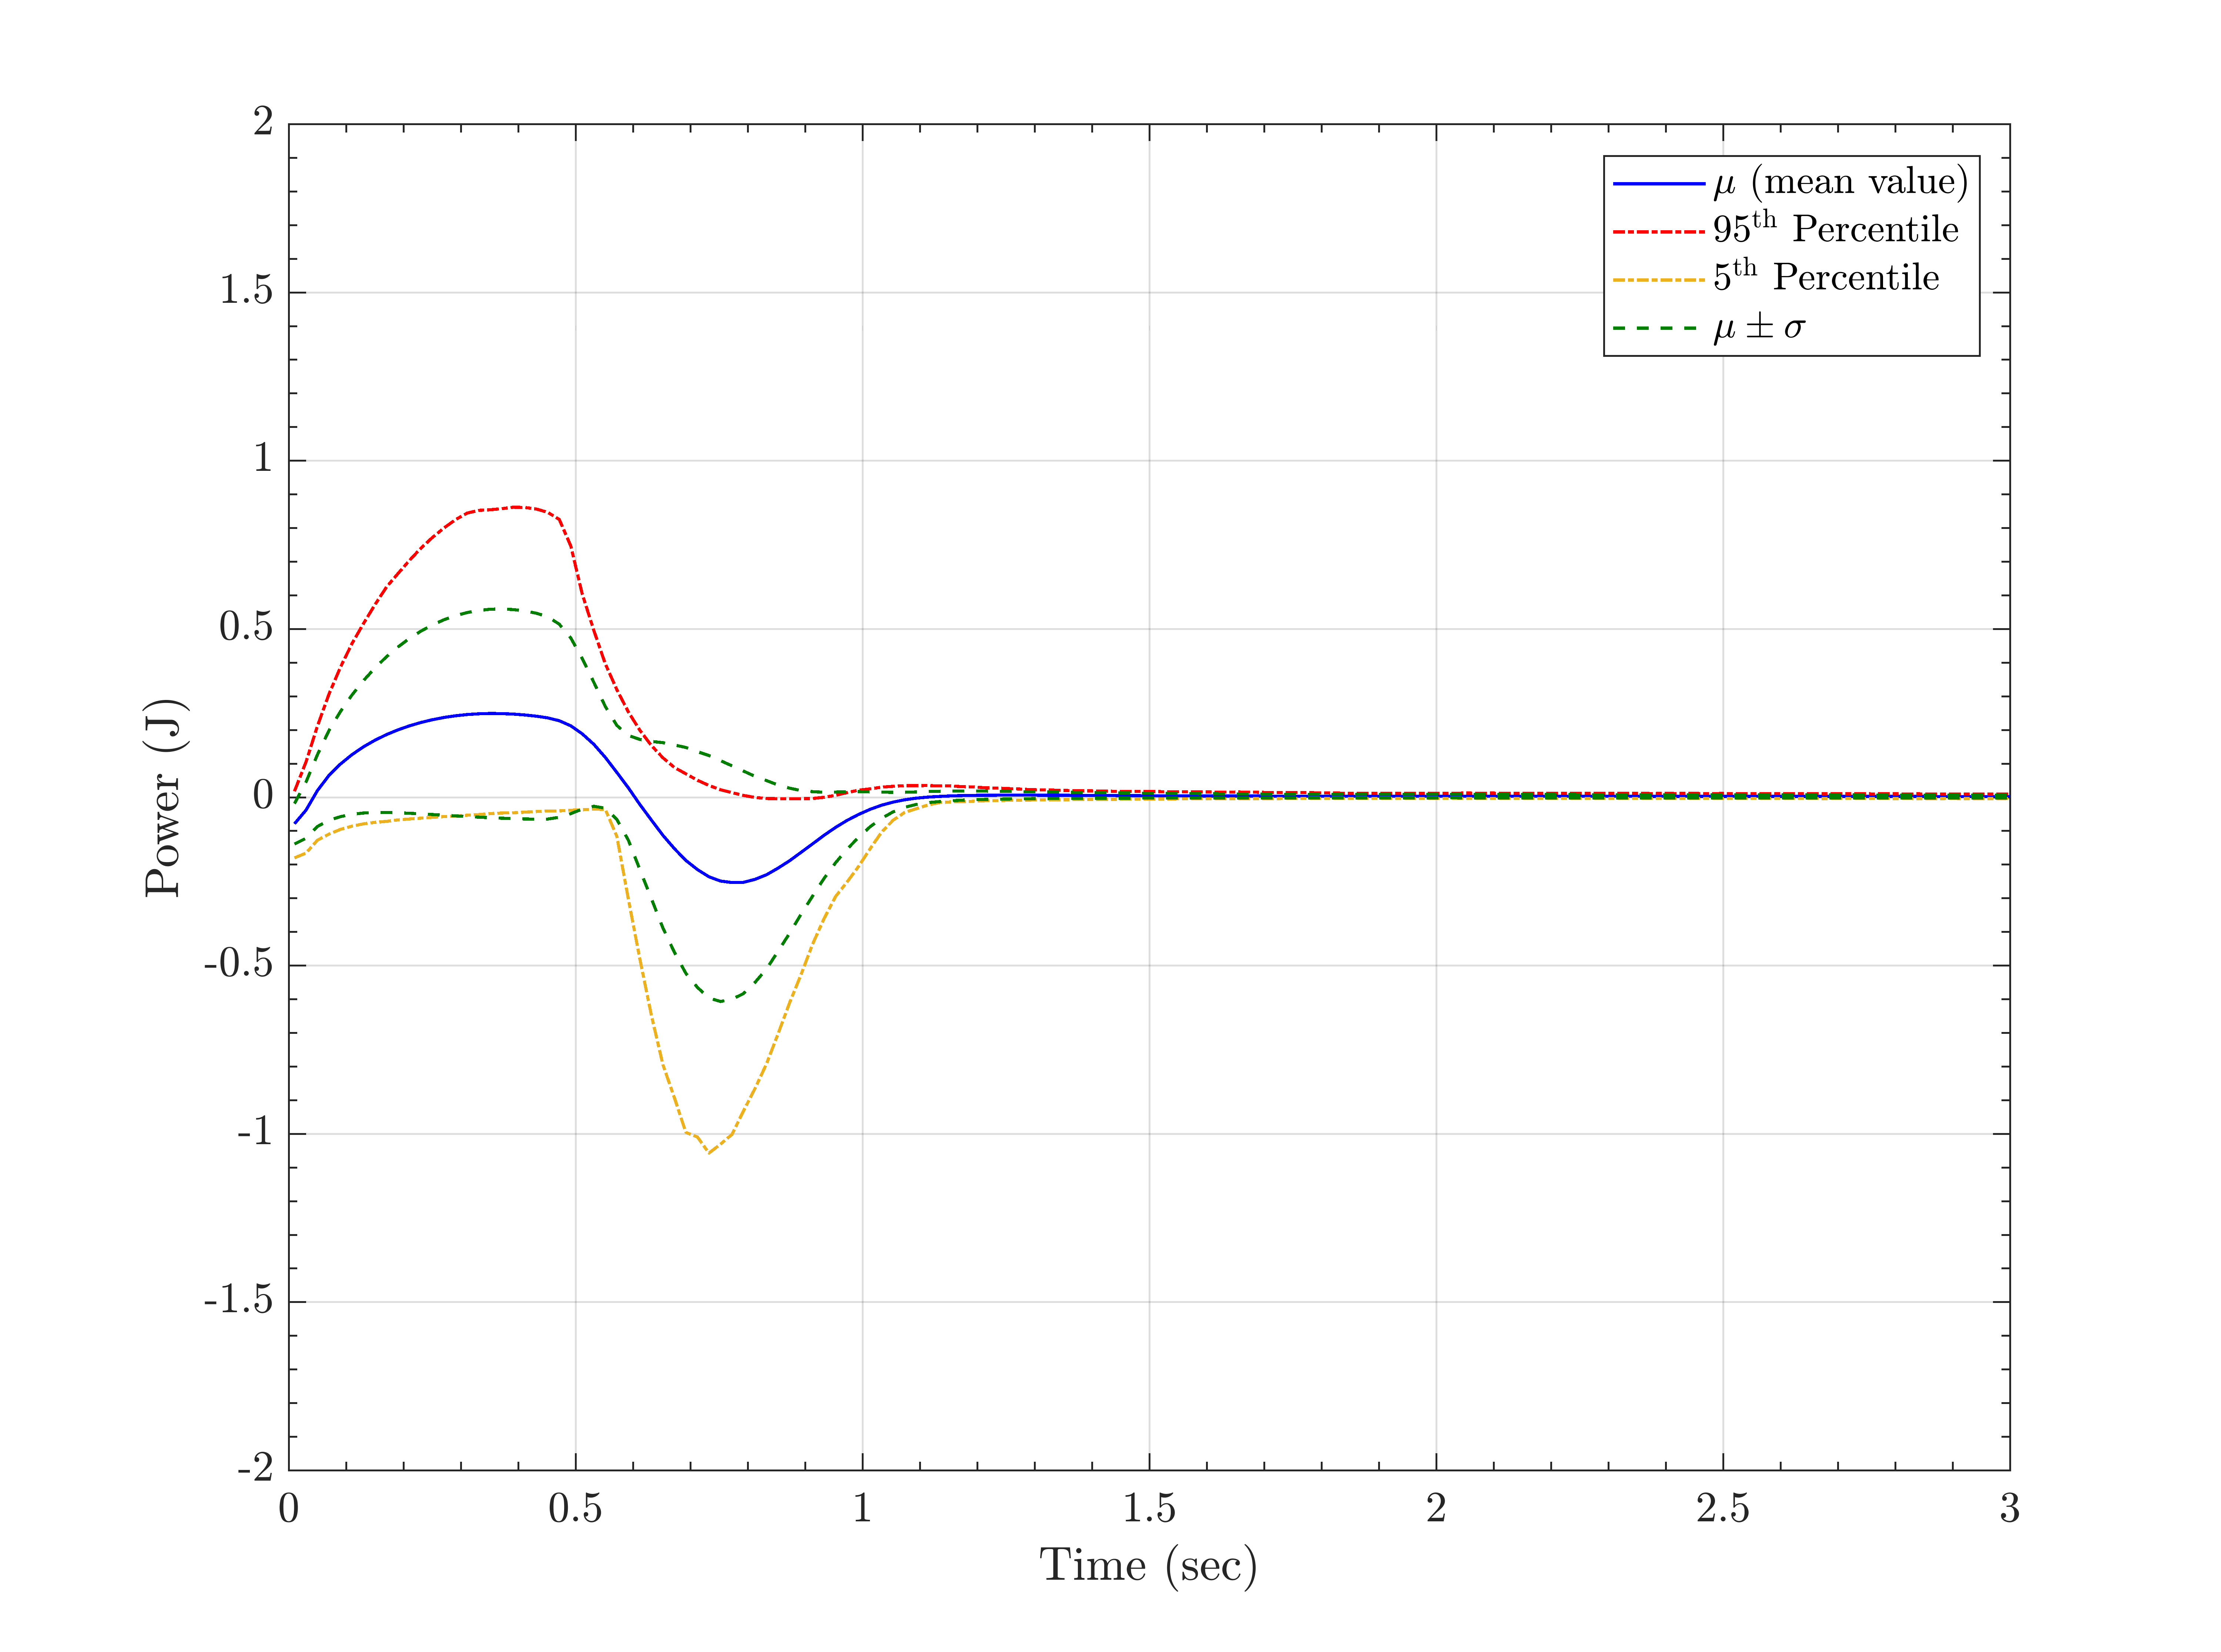 2
1.5
1
0.5
0
-0.5
-1
-1.5
-2
Power (J)
μ (mean value)
95th Percentile
5th Percentile
μ ± σ
0 0.5 1 1.5 2 2.5 3
Time (sec)